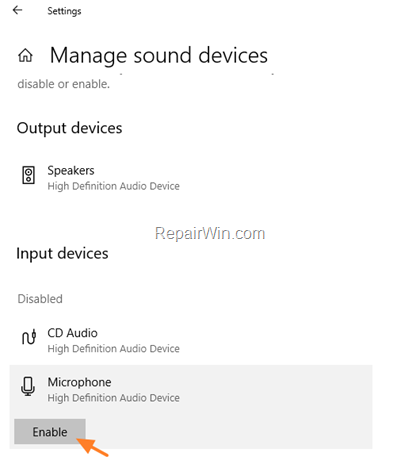 Settings
Manage sound devices
disable or enable.
Output devices
Speakers
High Definition Audio Device
RepairWin.com
Input devices
Disabled
CD Audio
High Definition Audio Device
Microphone
High Definition Audio Device
Enable